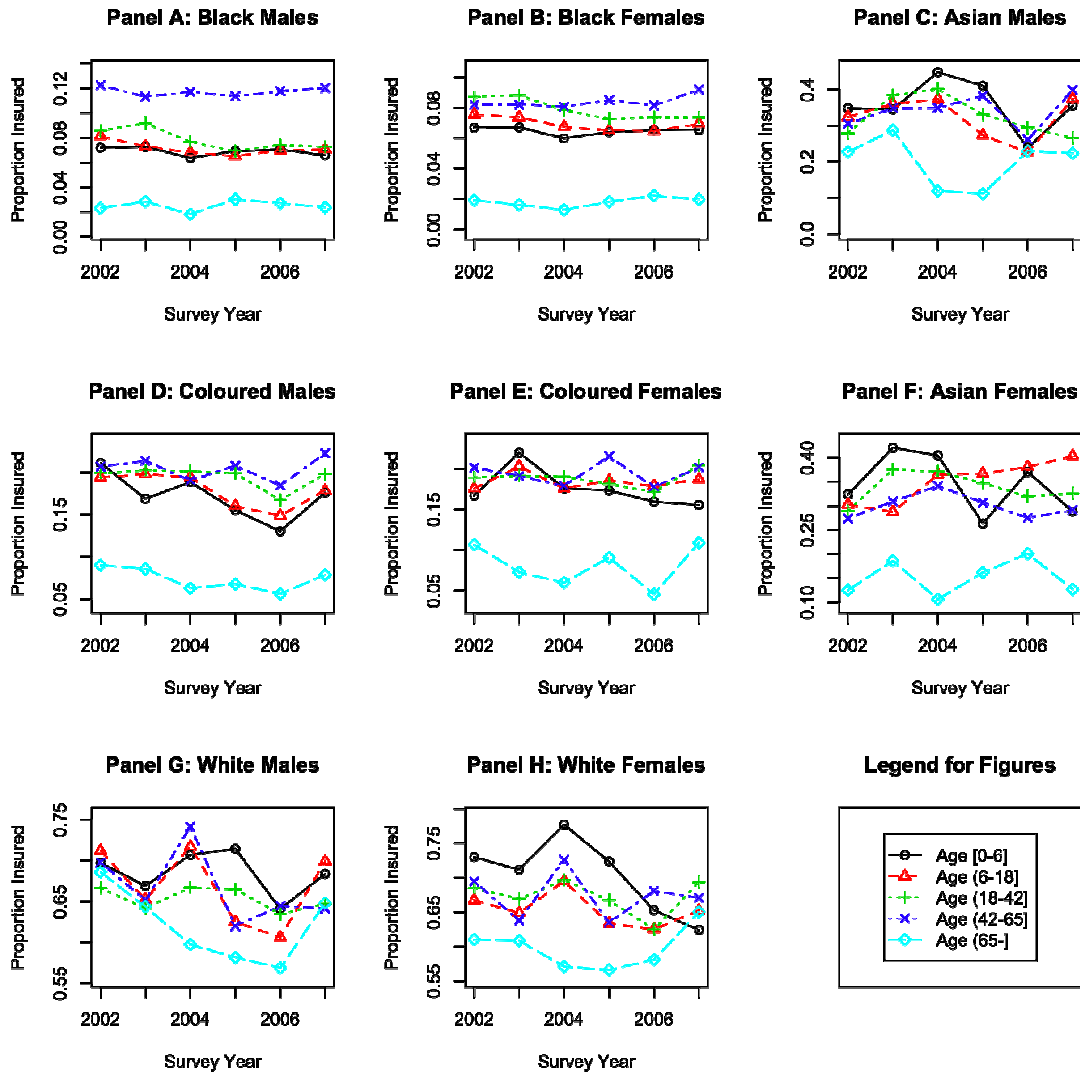 Panel A: Black Males
Proportion Insured
0.00 0.04 0.08 0.12
2002 2004 2006
Survey Year
Panel B: Black Females
Proportion Insured
0.00 0.04 0.08
2002 2004 2006
Survey Year
Panel C: Asian Males
Proportion Insured
0.0 0.2 0.4
2002 2004 2006
Survey Year
Panel D: Coloured Males
Proportion Insured
0.05 0.15
2002 2004 2006
Survey Year
Panel E: Coloured Females
Proportion Insured
0.05 0.15
2002 2004 2006
Survey Year
Panel F: Asian Females
Proportion Insured
0.10 0.25 0.40
2002 2004 2006
Survey Year
Panel G: White Males
Proportion Insured
0.55 0.65 0.75
2002 2004 2006
Survey Year
Panel H: White Females
Proportion Insured
0.55 0.65 0.75
2002 2004 2006
Survey Year
Legend for Figures
Age [0-6]
Age (6-18]
Age (18-42]
Age (42-65]
Age (65-]